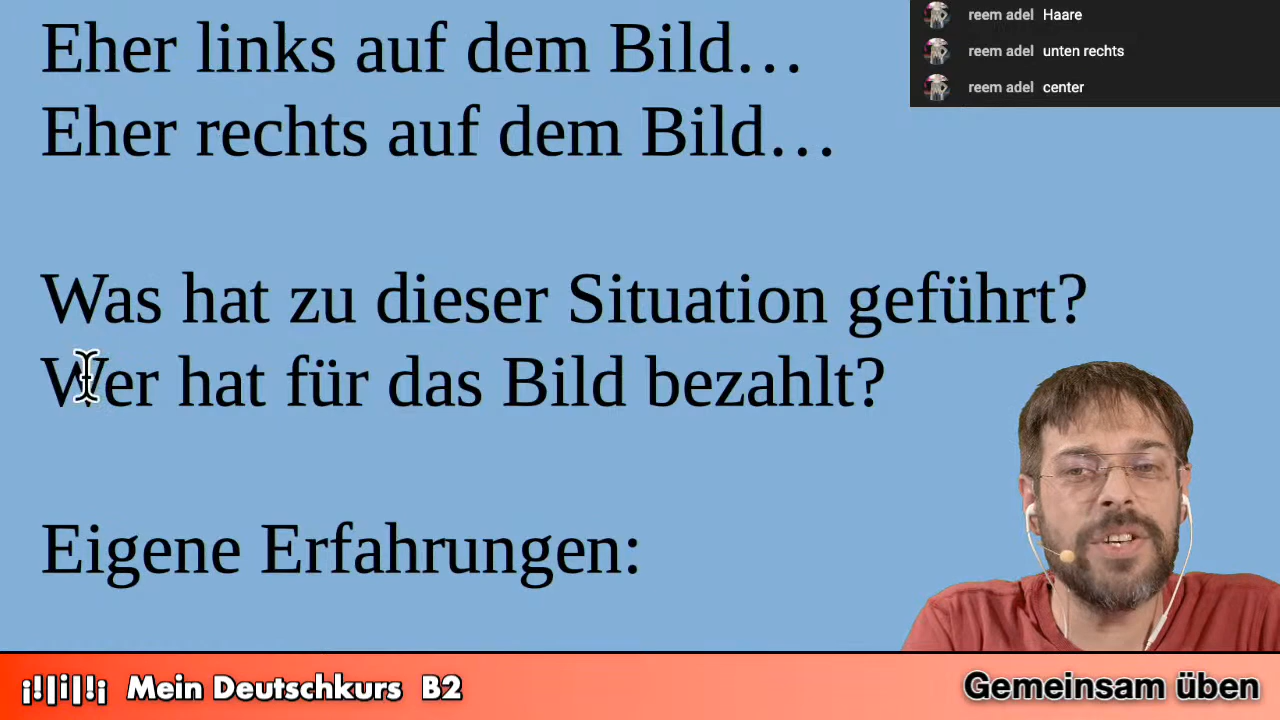 Eher links auf dem Bild…
Eher rechts auf dem Bild…
Was hat zu dieser Situation geführt?
Wer hat für das Bild bezahlt?
Eigene Erfahrungen:
reem adel Haare
reem adel unten rechts
reem adel center
Mein Deutschkurs B2
Gemeinsam üben